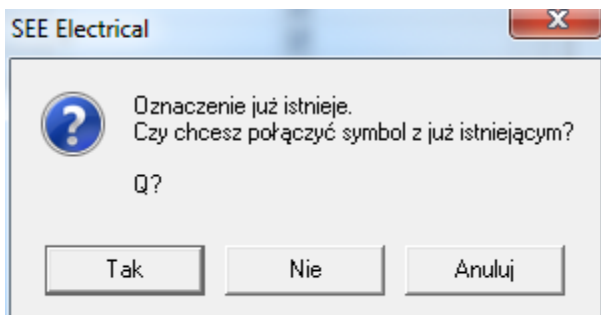 SEE Electrical
Oznaczenie już istnieje.
Czy chcesz połączyć symbol z już istniejącym?
Q?
Tak Nie Anuluj